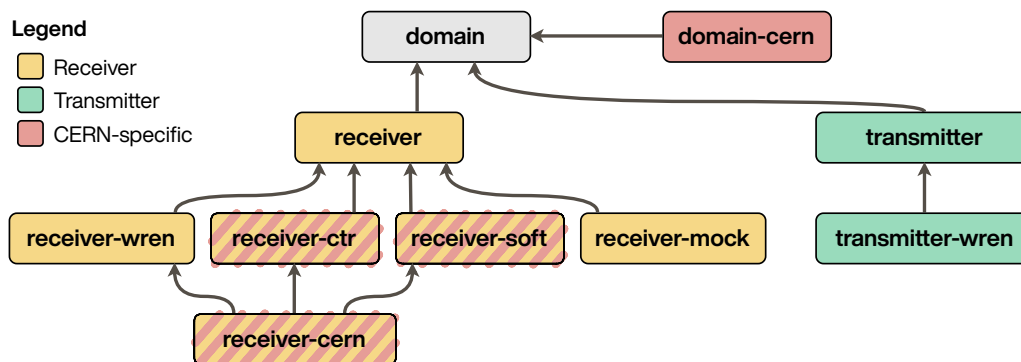 Legend
Receiver
Transmitter
CERN-specific
domain
domain-cern
receiver
transmitter
receiver-wren
receiver-ctr
receiver-soft
receiver-mock
transmitter-wren
receiver-cern